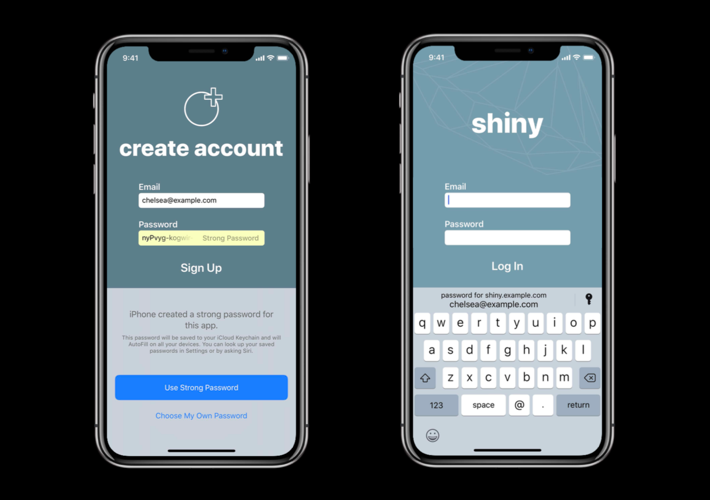 9:41
create account
Email
chelsea@example.com
Password
nyPvyg-kogw Strong Password
Sign Up
iPhone created a strong password for
this app.
This password will be saved to your iCloud Keychain and will
AutoFill on all your devices. You can look up your saved
passwords in Settings or by asking Siri.
Use Strong Password
Choose My Own Password
9:41
shiny
Email
Password
Log In
password for shiny.example.com
chelsea@example.com
q w e r t y u i o p
a s d f g h j k l
z x c v b n m
123 space @ . return